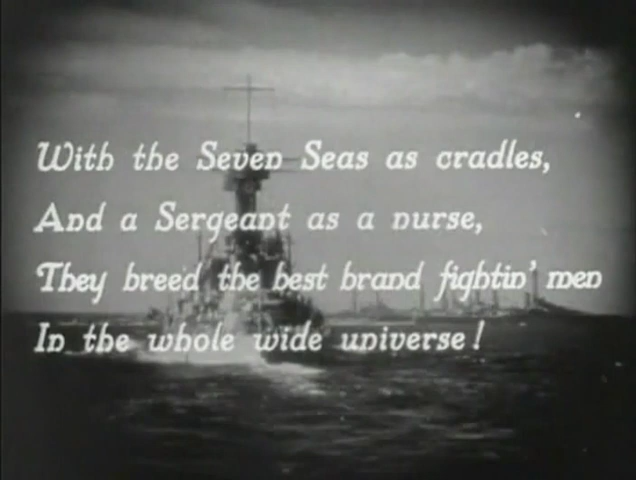 With the Seven Seas as cradles,
And a Sergeant as a nurse,
They breed the best brand fightin' men
In the whole wide universe!